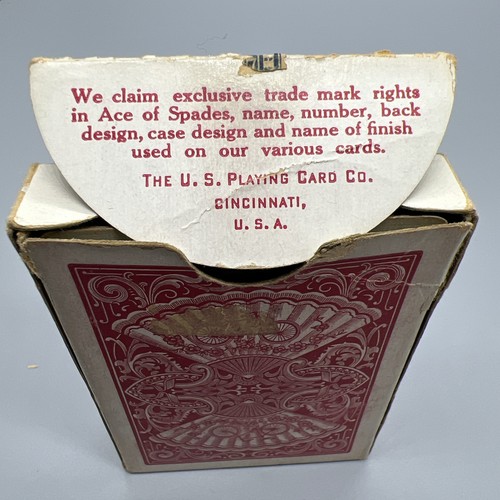 We claim exclusive trade mark rights
in Ace of Spades, name, number, back
design, case design and name of finish
used on our various cards.
THE U. S. PLAYING CARD CO.
CINCINNATI,
U. S. A.